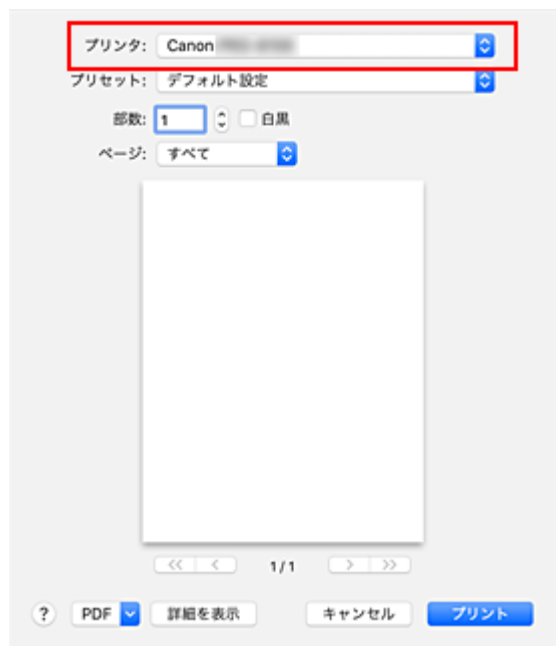 プリンタ: Canon
プリセット: デフォルト設定
部数: 1 白黒
ページ: すべて
<< < 1/1 > >>
? PDF 詳細を表示 キャンセル プリント